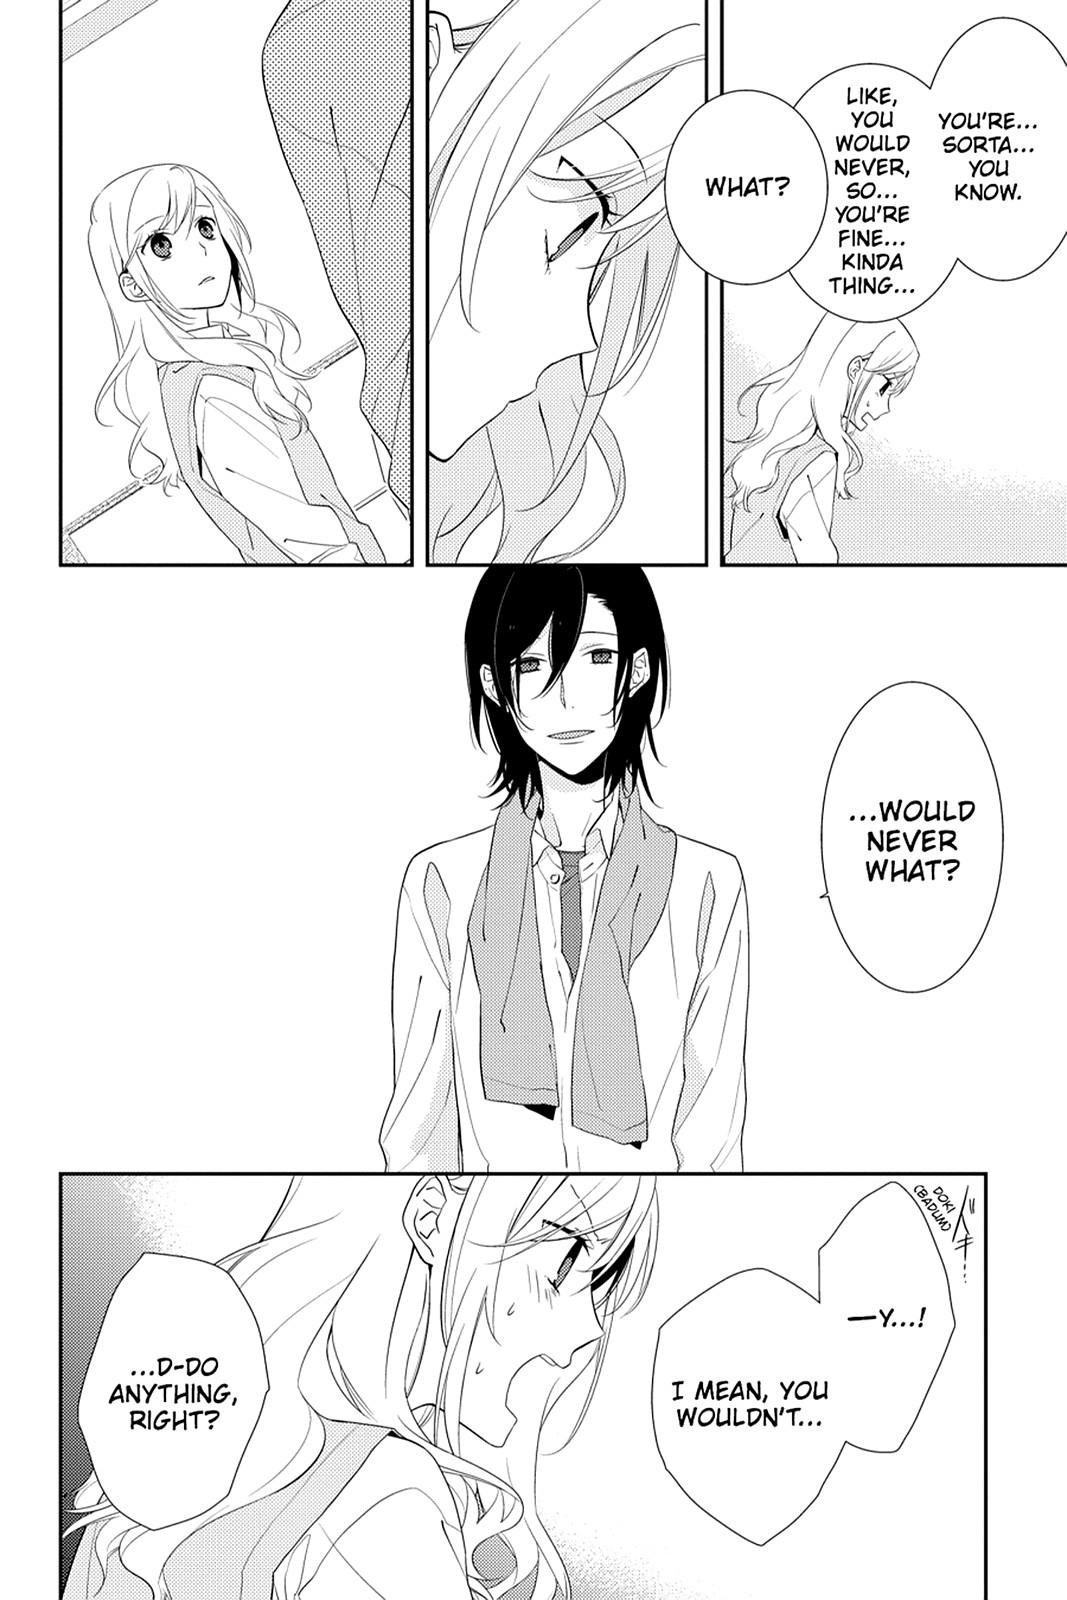 YOU'RE...
SORTA...
YOU
KNOW.
LIKE,
YOU
WOULD
NEVER,
SO...
YOU'RE
FINE...
KINDA
THING...
WHAT?
...WOULD
NEVER
WHAT?
DOKI
(BADUM)
—Y...!
I MEAN, YOU
WOULDN'T...
...D-DO
ANYTHING,
RIGHT?